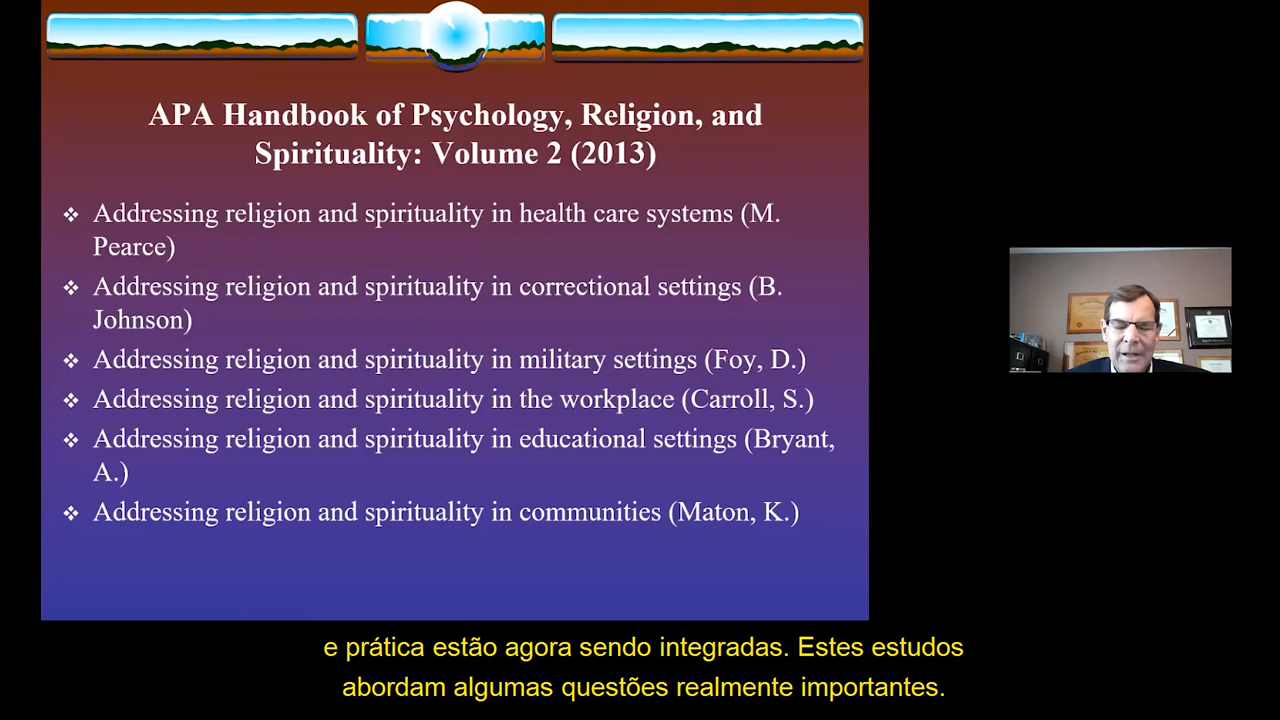 APA Handbook of Psychology, Religion, and
Spirituality: Volume 2 (2013)
❖ Addressing religion and spirituality in health care systems (M.
Pearce)
❖ Addressing religion and spirituality in correctional settings (B.
Johnson)
❖ Addressing religion and spirituality in military settings (Foy, D.)
❖ Addressing religion and spirituality in the workplace (Carroll, S.)
❖ Addressing religion and spirituality in educational settings (Bryant,
A.)
❖ Addressing religion and spirituality in communities (Maton, K.)
e prática estão agora sendo integradas. Estes estudos
abordam algumas questões realmente importantes.